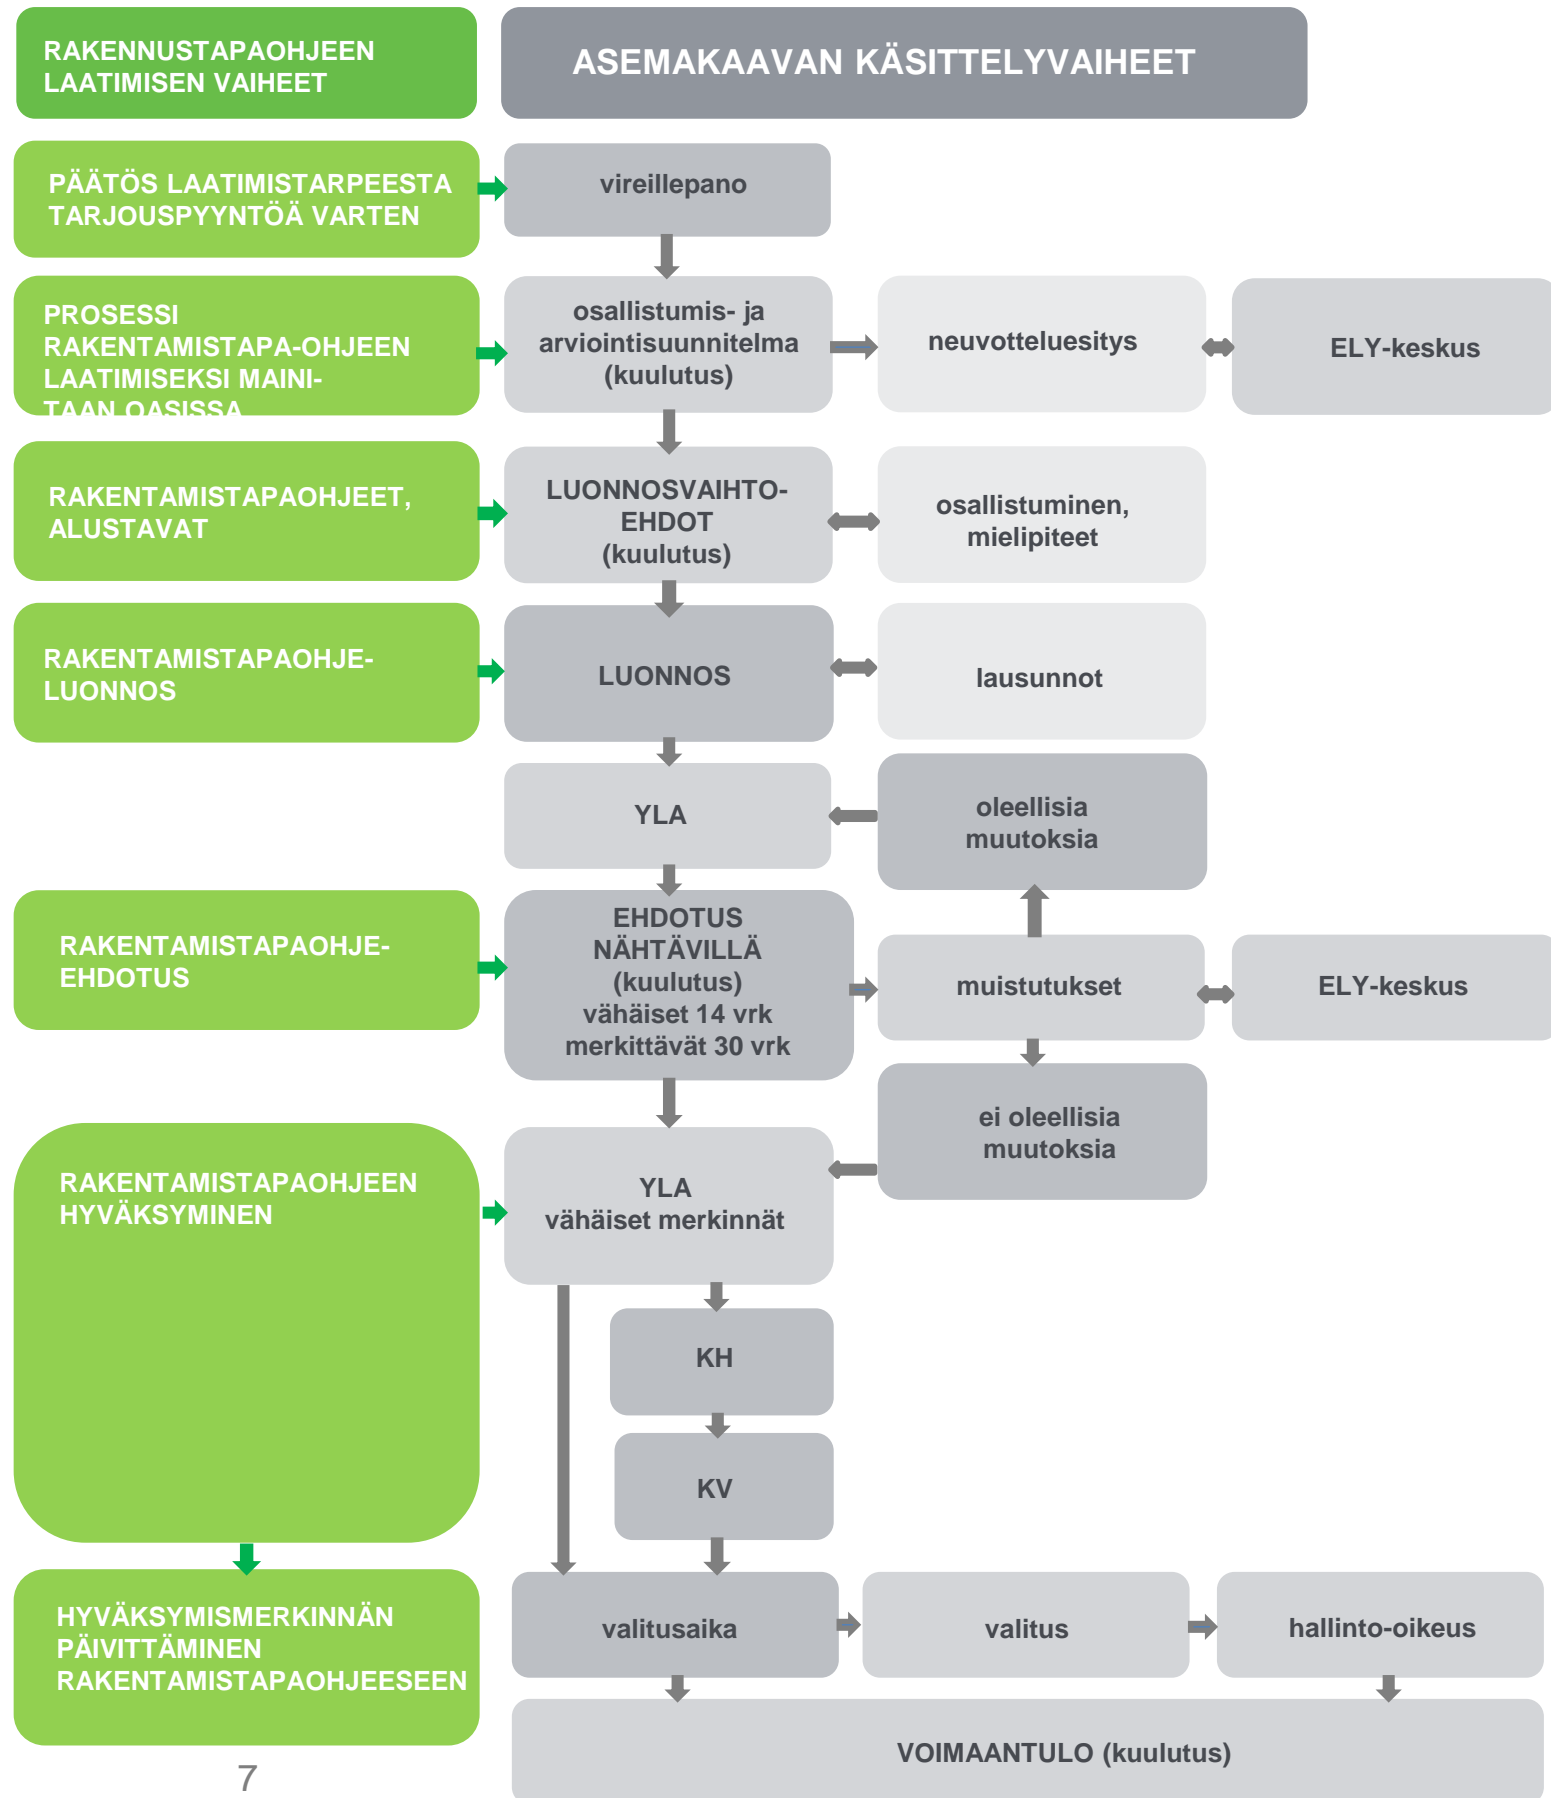 RAKENNUSTAPAOHJEEN
LAATIMISEN VAIHEET
ASEMAKAAVAN KÄSITTELYVAIHEET
PÄÄTÖS LAATIMISTARPEESTA
TARJOUSPYYNTÖÄ VARTEN
vireillepano
PROSESSI
RAKENTAMISTAPA-OHJEEN
LAATIMISEKSI MAINI-
TAAN OASISSA
osallistumis- ja
arviointisuunnitelma
(kuulutus)
neuvotteluesitys
ELY-keskus
RAKENTAMISTAPAOHJEET,
ALUSTAVAT
LUONNOSVAIHTO-
EHDOT
(kuulutus)
osallistuminen,
mielipiteet
RAKENTAMISTAPAOHJE-
LUONNOS
LUONNOS
lausunnot
YLA
oleellisia
muutoksia
RAKENTAMISTAPAOHJE-
EHDOTUS
EHDOTUS
NÄHTÄVILLÄ
(kuulutus)
vähäiset 14 vrk
merkittävät 30 vrk
muistutukset
ELY-keskus
ei oleellisia
muutoksia
RAKENTAMISTAPAOHJEEN
HYVÄKSYMINEN
YLA
vähäiset merkinnät
KH
KV
HYVÄKSYMISMERKINNÄN
PÄIVITTÄMINEN
RAKENTAMISTAPAOHJEESEEN
valitusaika
valitus
hallinto-oikeus
VOIMAANTULO (kuulutus)
7